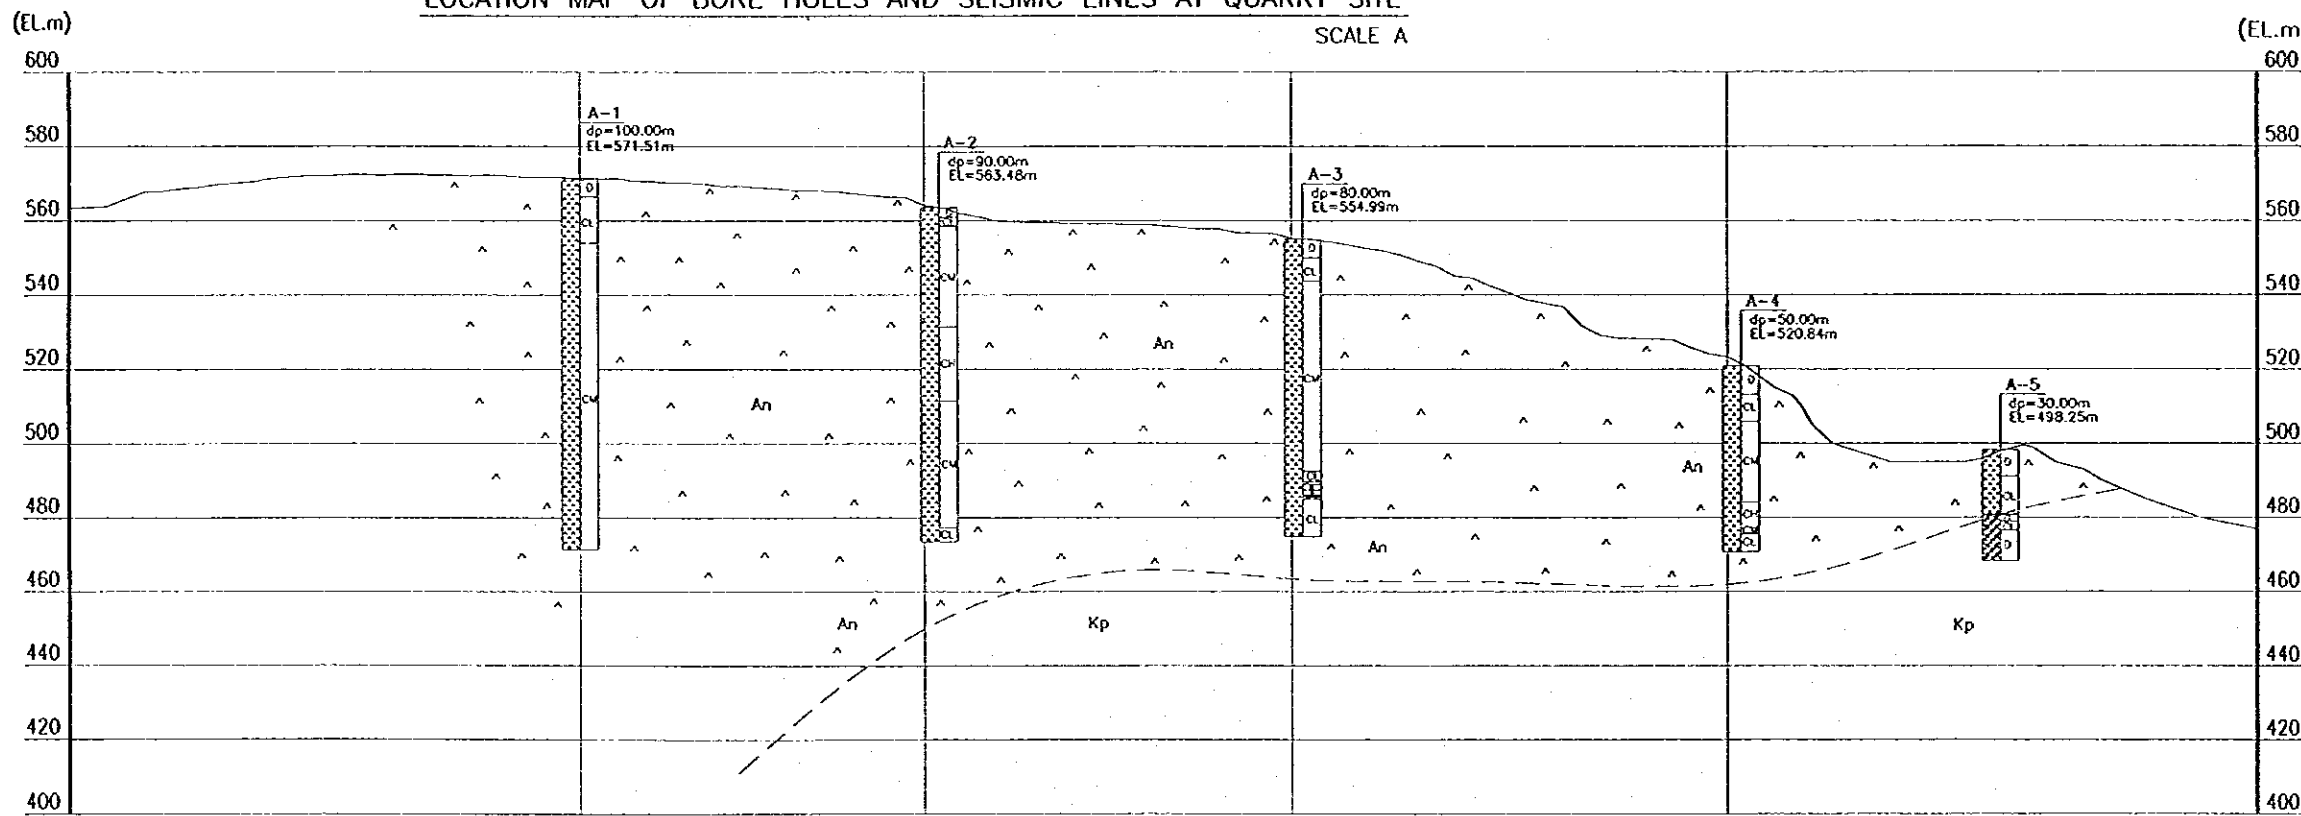 LOCATION MAP OF BORE HOLES AND SEISMIC LINES AT QUARRY SITE
SCALE A
(EL.m)
(EL.m
600
600
580
580
560
560
540
540
520
520
500
500
480
480
460
460
440
440
420
420
400
400
A-1
dp=100.00m
EL=571.51m
D
CL
CM
A-2
dp=90.00m
EL=563.48m
CM
CH
CM
CL
A-3
dp=80.00m
EL=554.99m
D
CL
CM
CL
CL
A-4
dp=50.00m
EL=520.84m
D
CL
CM
CH
CM
CL
A-5
dp=30.00m
EL=498.25m
D
CL
D
An
An
An
An
An
Kp
Kp